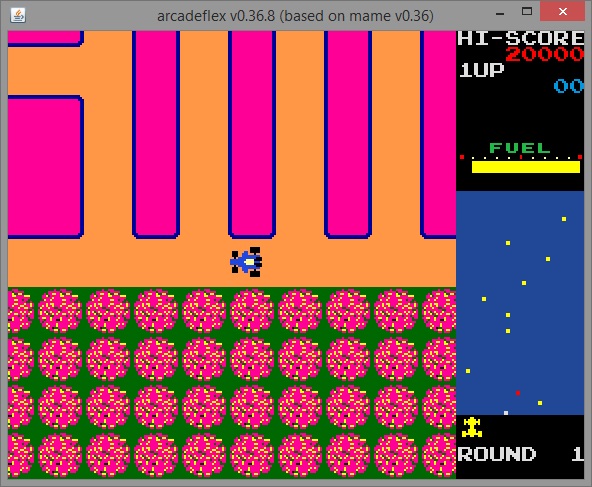 arcadeflex v0.36.8 (based on mame v0.36)
HI-SCORE
20000
1UP
00
FUEL
ROUND 1